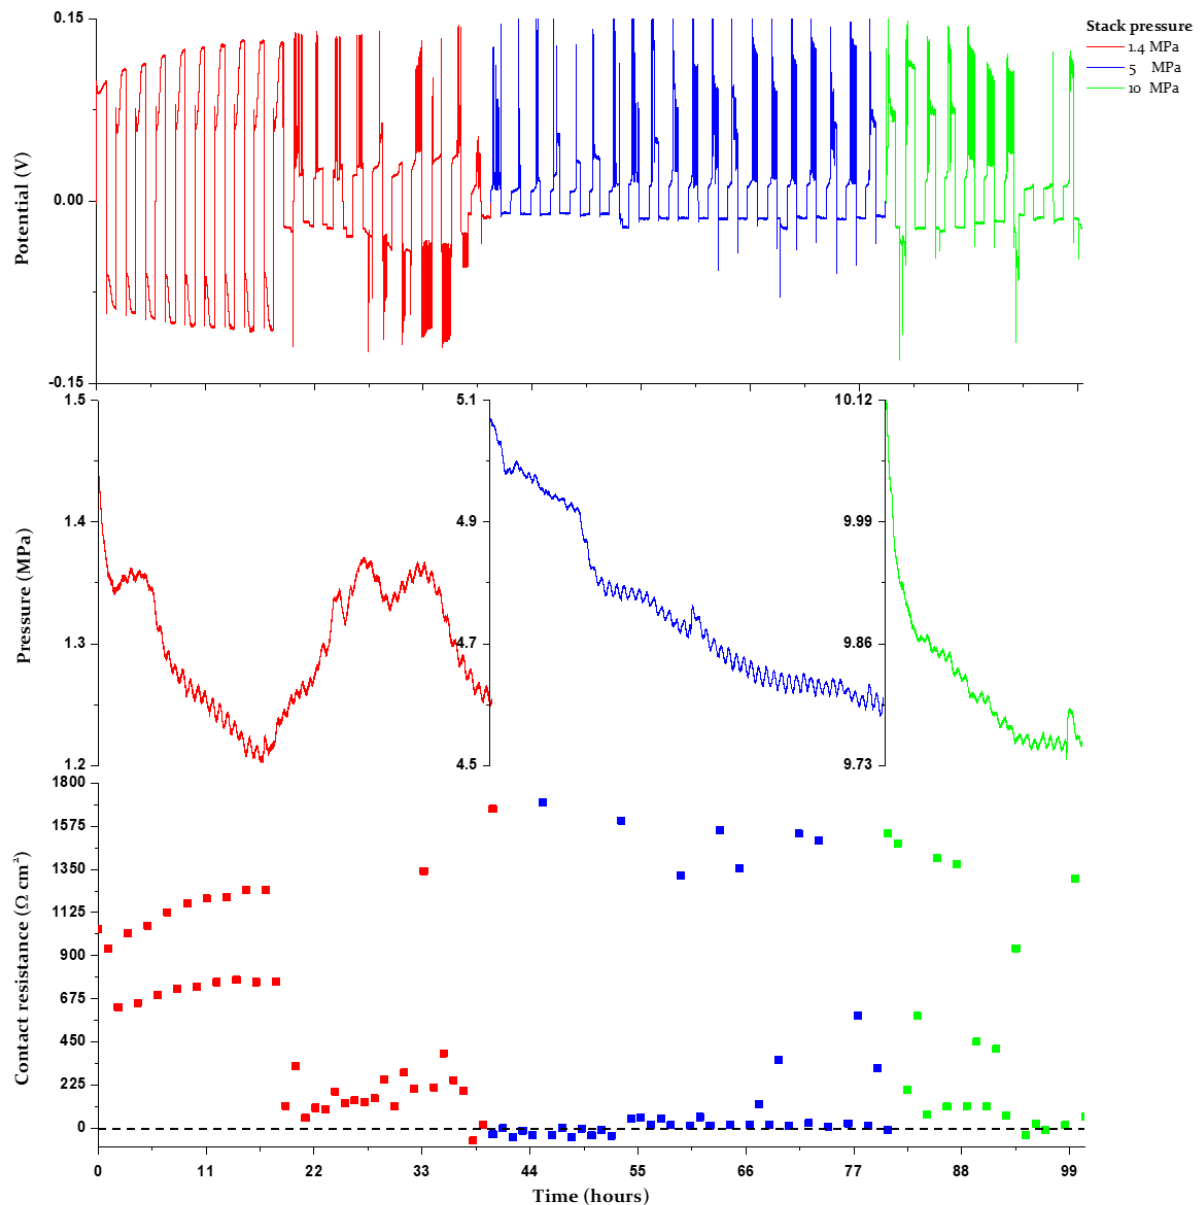 0.15
Stack pressure
1.4 MPa
5 MPa
10 MPa
Potential (V)
0.00
-0.15
1.5
5.1
10.12
Pressure (MPa)
1.4
4.9
9.99
1.3
4.7
9.86
1.2
4.5
9.73
Contact resistance (Ω cm²)
1800
1575
1350
1125
900
675
450
225
0
0 11 22 33 44 55 66 77 88 99
Time (hours)